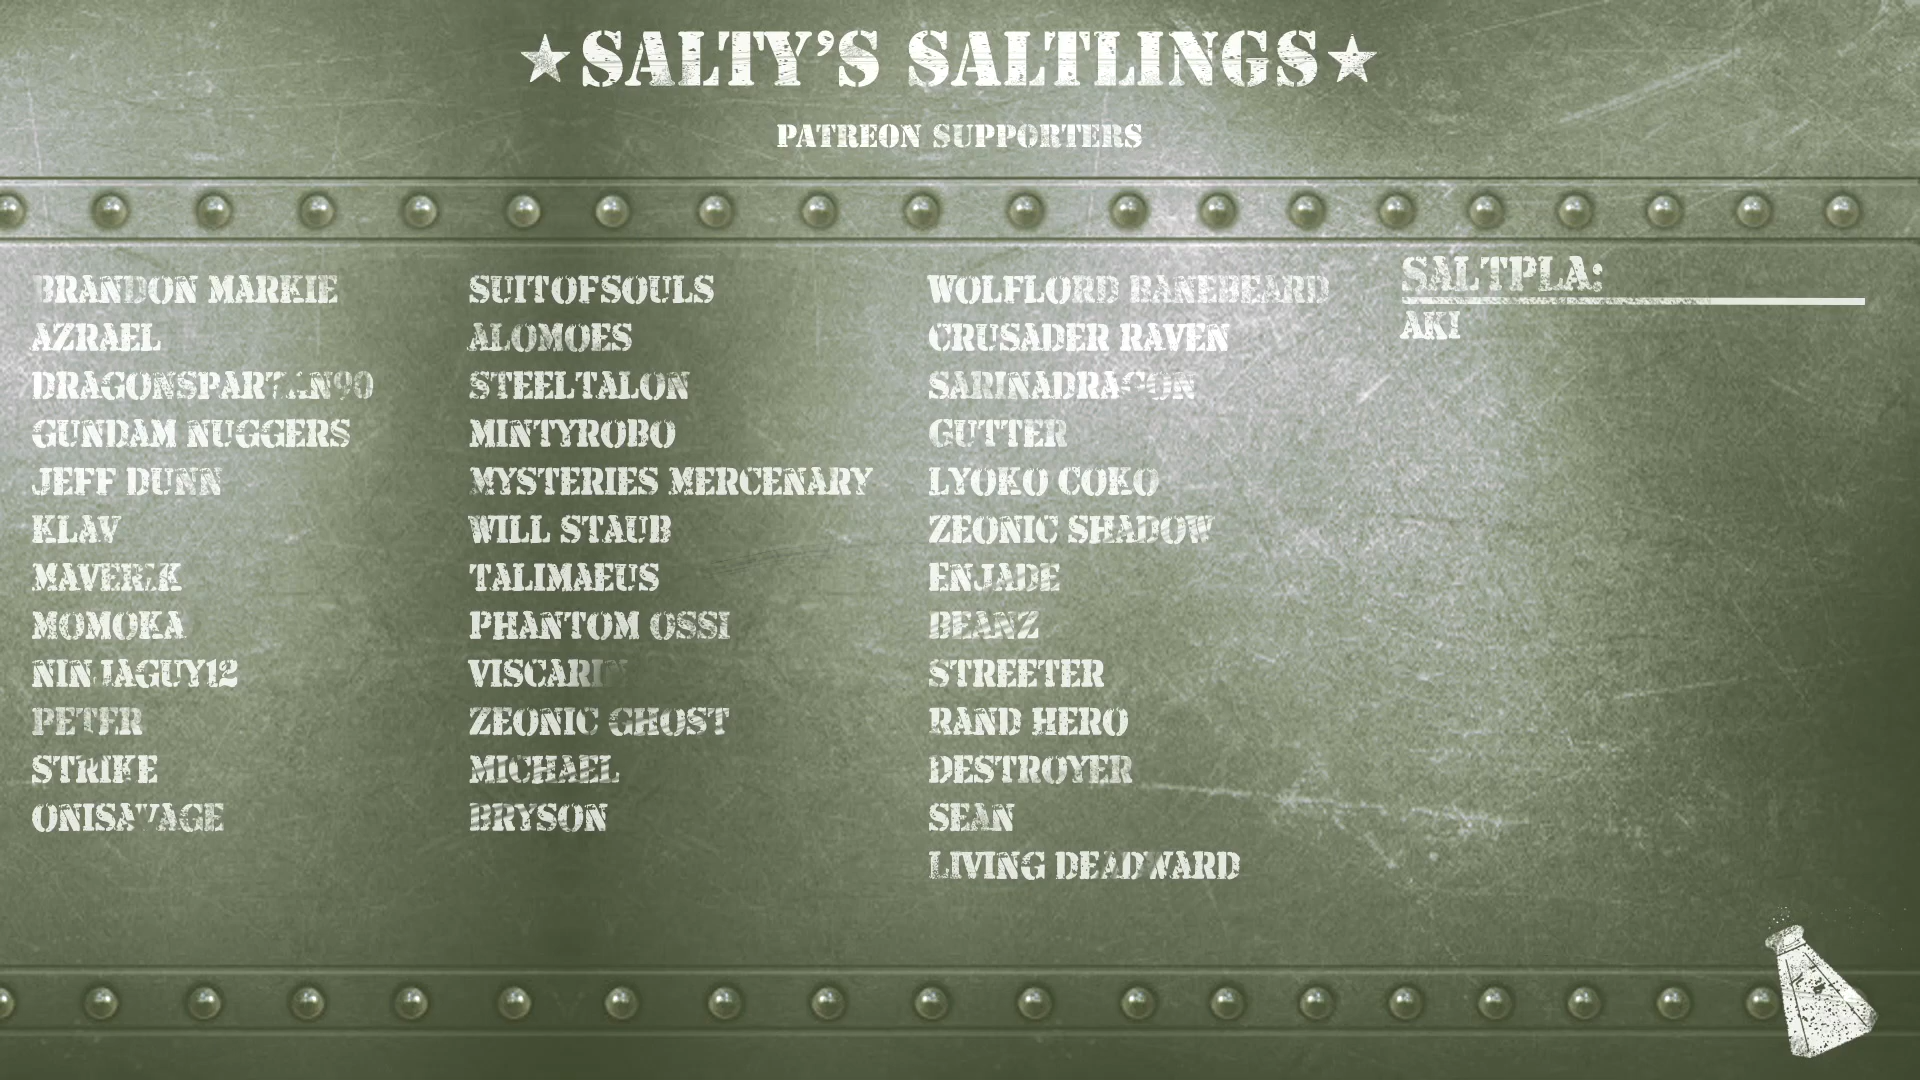 ★SALTY'S SALTLINGS★
PATREON SUPPORTERS
BRANDON MARKIE
AZRAEL
DRAGONSPARTAN90
GUNDAM NUGGERS
JEFF DUNN
KLAV
MAVERIK
MOMOKA
NINJAGUY12
PETER
STRIKE
ONISAVAGE
SUITOFSOULS
ALOMOES
STEELTALON
MINTYROBO
MYSTERIES MERCENARY
WILL STAUB
TALIMAEUS
PHANTOM OSSI
ZEONIC GHOST
MICHAEL
BRYSON
WOLFLORD BANEBEARD
CRUSADER RAVEN
SARINADRAGON
GUTTER
LYOKO COKO
ZEONIC SHADOW
ENJADE
BEANZ
STREETER
RAND HERO
DESTROYER
SEAN
LIVING DEADWARD
SALTPLA:
AKI